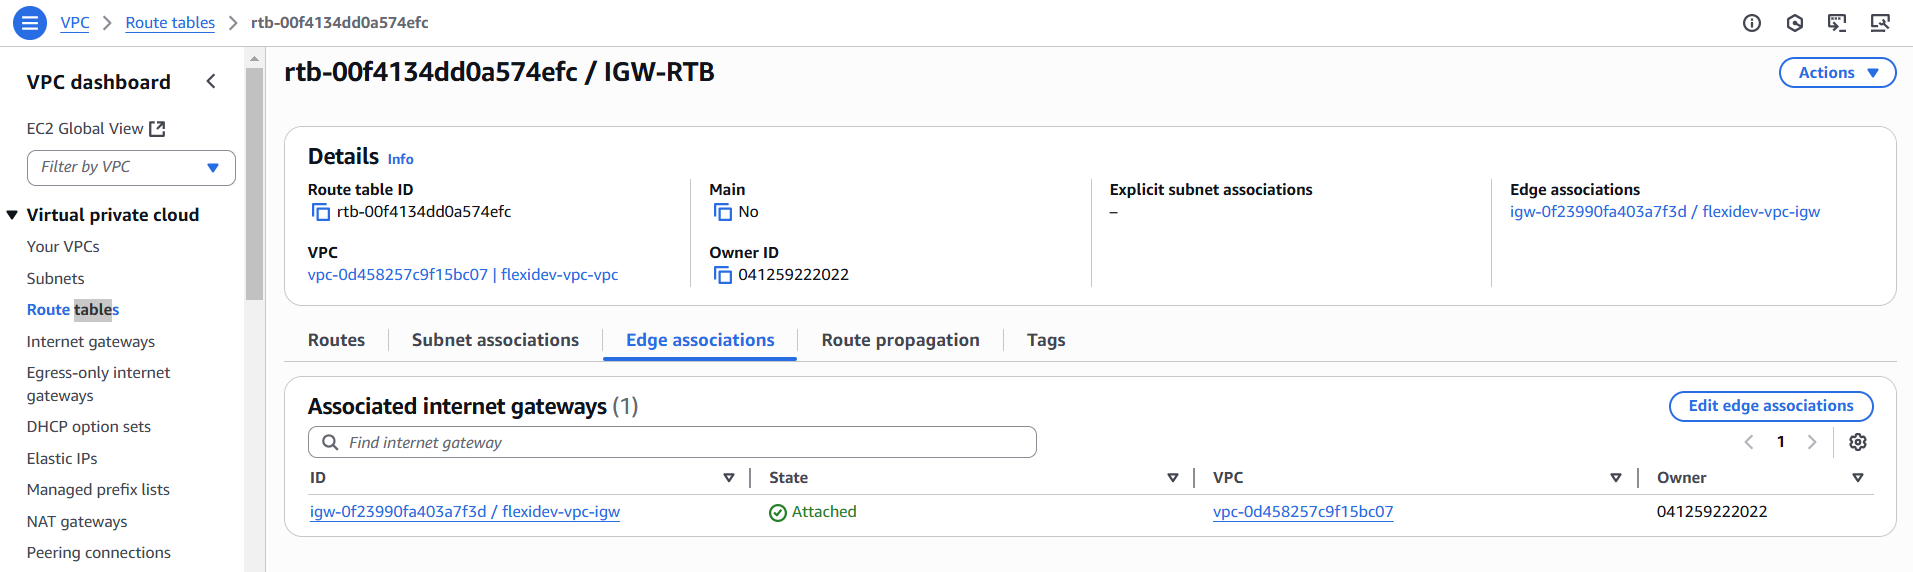 VPC > Route tables > rtb-00f4134dd0a574efc
VPC dashboard
EC2 Global View
Filter by VPC
Virtual private cloud
Your VPCs
Subnets
Route tables
Internet gateways
Egress-only internet
gateways
DHCP option sets
Elastic IPs
Managed prefix lists
NAT gateways
Peering connections
rtb-00f4134dd0a574efc / IGW-RTB
Actions
Details Info
Route table ID
rtb-00f4134dd0a574efc
Main
No
Explicit subnet associations
–
Edge associations
igw-0f23990fa403a7f3d / flexidev-vpc-igw
VPC
vpc-0d458257c9f15bc07 | flexidev-vpc-vpc
Owner ID
041259222022
Routes
Subnet associations
Edge associations
Route propagation
Tags
Associated internet gateways (1)
Edit edge associations
Find internet gateway
1
ID State VPC Owner
igw-0f23990fa403a7f3d / flexidev-vpc-igw Attached vpc-0d458257c9f15bc07 041259222022